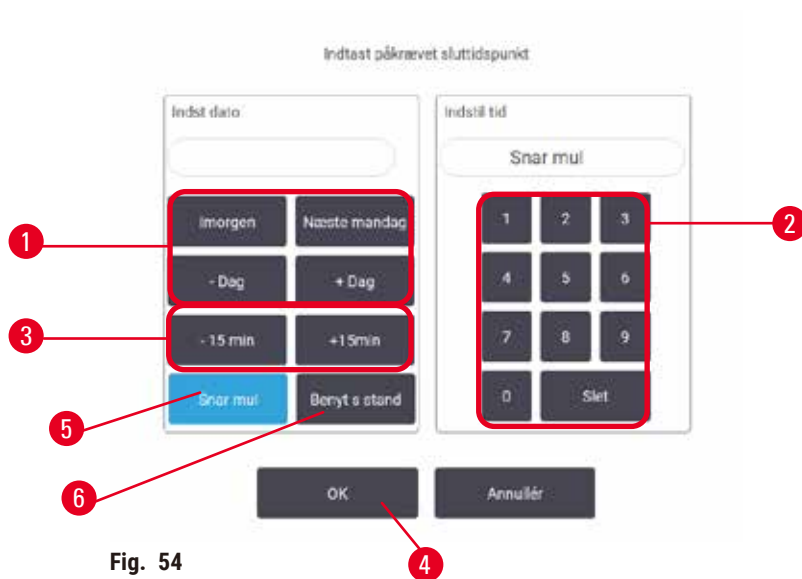 Indtast påkrævet sluttidspunkt
Indst dato
Indstil tid
Snar mul
Imorgen
Næste mandag
1
2
3
1
2
- Dag
+ Dag
4
5
6
3
- 15 min
+15min
7
8
9
Snar mul
Benyt s stand
0
Slet
5
6
OK
Annullér
4
Fig. 54